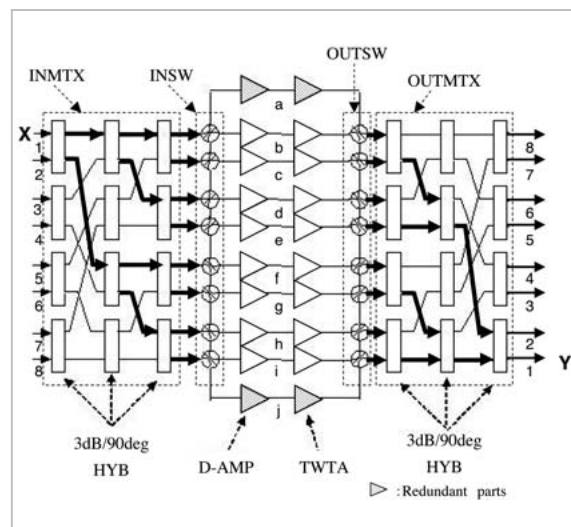 OUTSW
INMTX
INSW
OUTMTX
a
X
1
2
3
4
5
6
7
8
b
c
d
e
f
g
h
i
j
8
7
6
5
4
3
2
1
Y
3dB/90deg
HYB
D-AMP
TWTA
3dB/90deg
HYB
:Redundant parts